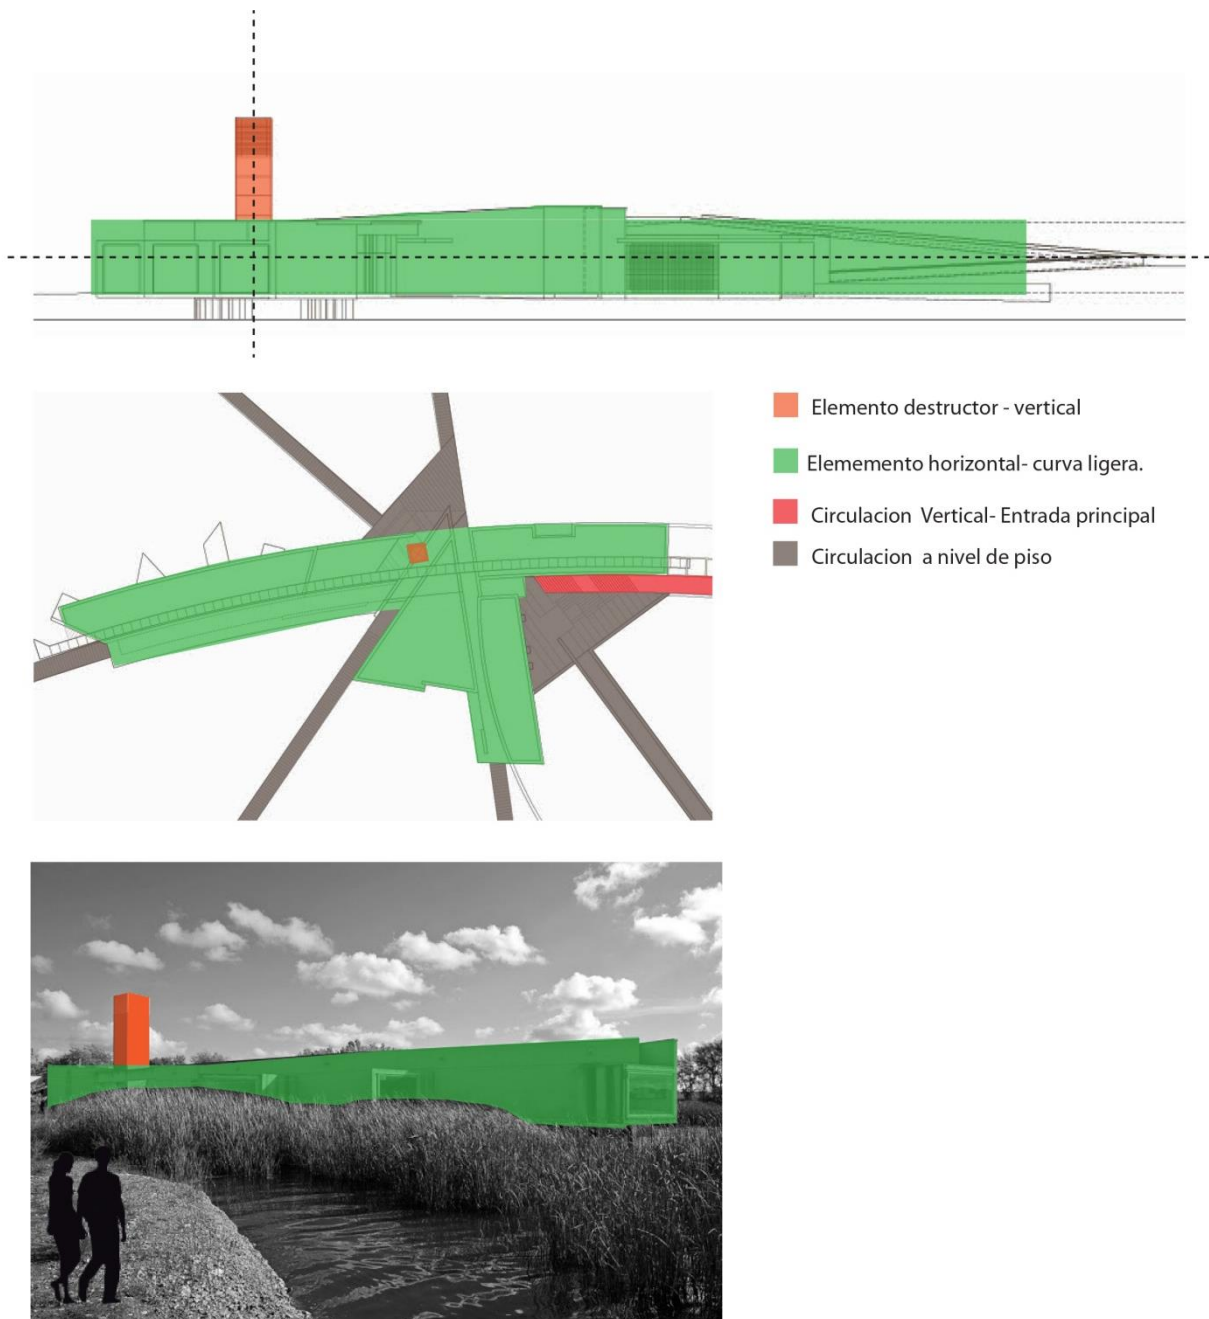 Elemento destructor - vertical
Elememento horizontal- curva ligera.
Circulacion Vertical- Entrada principal
Circulacion a nivel de piso